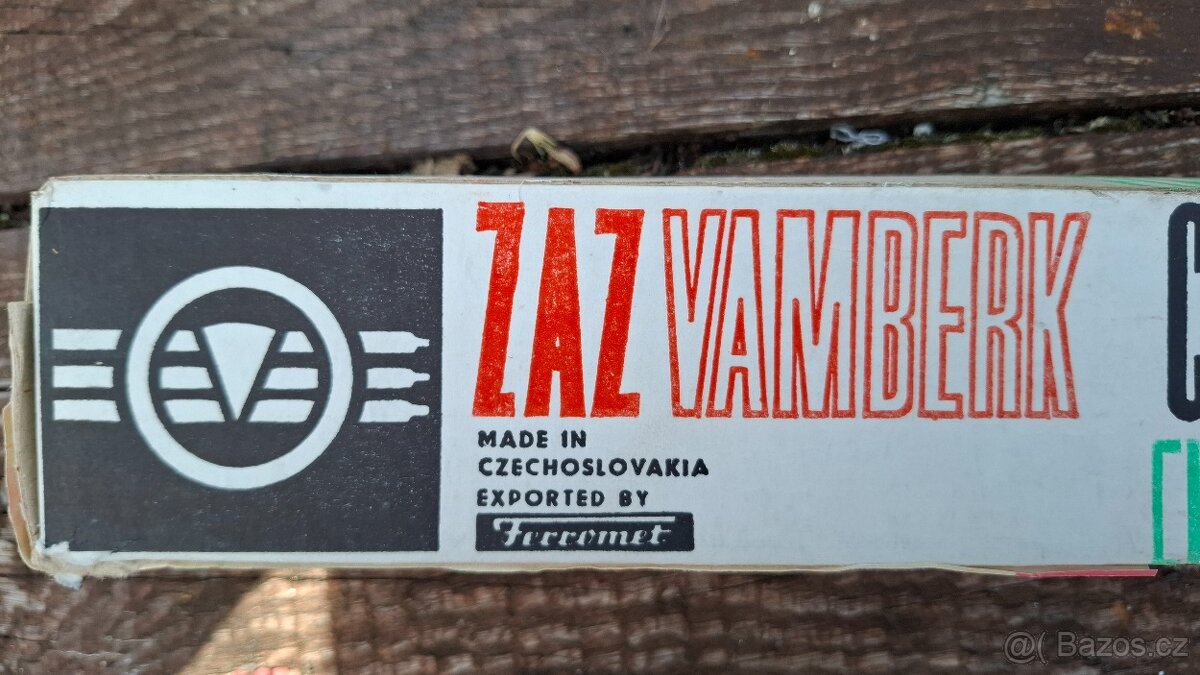 ZAZ VAMBERK
MADE IN
CZECHOSLOVAKIA
EXPORTED BY
Ferromet
V
@( Bazos.cz